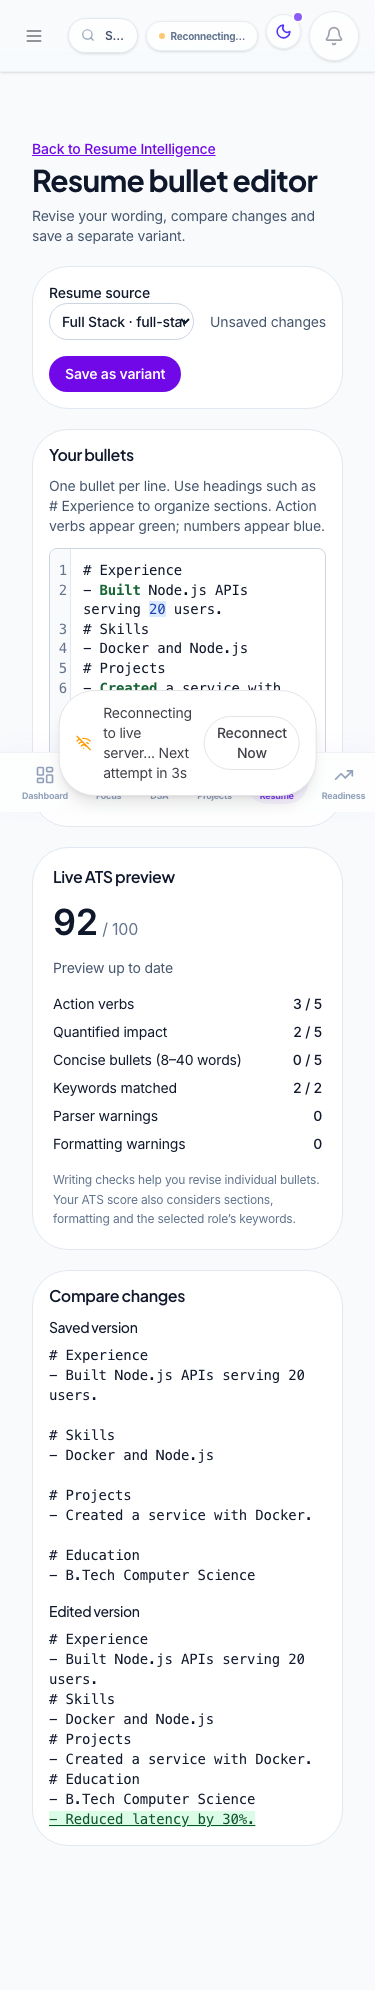 S...
Reconnecting...
Back to Resume Intelligence
Resume bullet editor
Revise your wording, compare changes and
save a separate variant.
Resume source
Full Stack · full-sta
Unsaved changes
Save as variant
Your bullets
One bullet per line. Use headings such as
# Experience to organize sections. Action
verbs appear green; numbers appear blue.
1 # Experience
2 – Built Node.js APIs
serving 20 users.
3 # Skills
4 – Docker and Node.js
5 # Projects
6 – Created a service with
Reconnecting
to live
server... Next
attempt in 3s
Reconnect
Now
Dashboard
Focus
DSA
Projects
Resume
Readiness
Live ATS preview
92 / 100
Preview up to date
Action verbs 3 / 5
Quantified impact 2 / 5
Concise bullets (8–40 words) 0 / 5
Keywords matched 2 / 2
Parser warnings 0
Formatting warnings 0
Writing checks help you revise individual bullets.
Your ATS score also considers sections,
formatting and the selected role's keywords.
Compare changes
Saved version
# Experience
– Built Node.js APIs serving 20
users.
# Skills
– Docker and Node.js
# Projects
– Created a service with Docker.
# Education
– B.Tech Computer Science
Edited version
# Experience
– Built Node.js APIs serving 20
users.
# Skills
– Docker and Node.js
# Projects
– Created a service with Docker.
# Education
– B.Tech Computer Science
– Reduced latency by 30%.